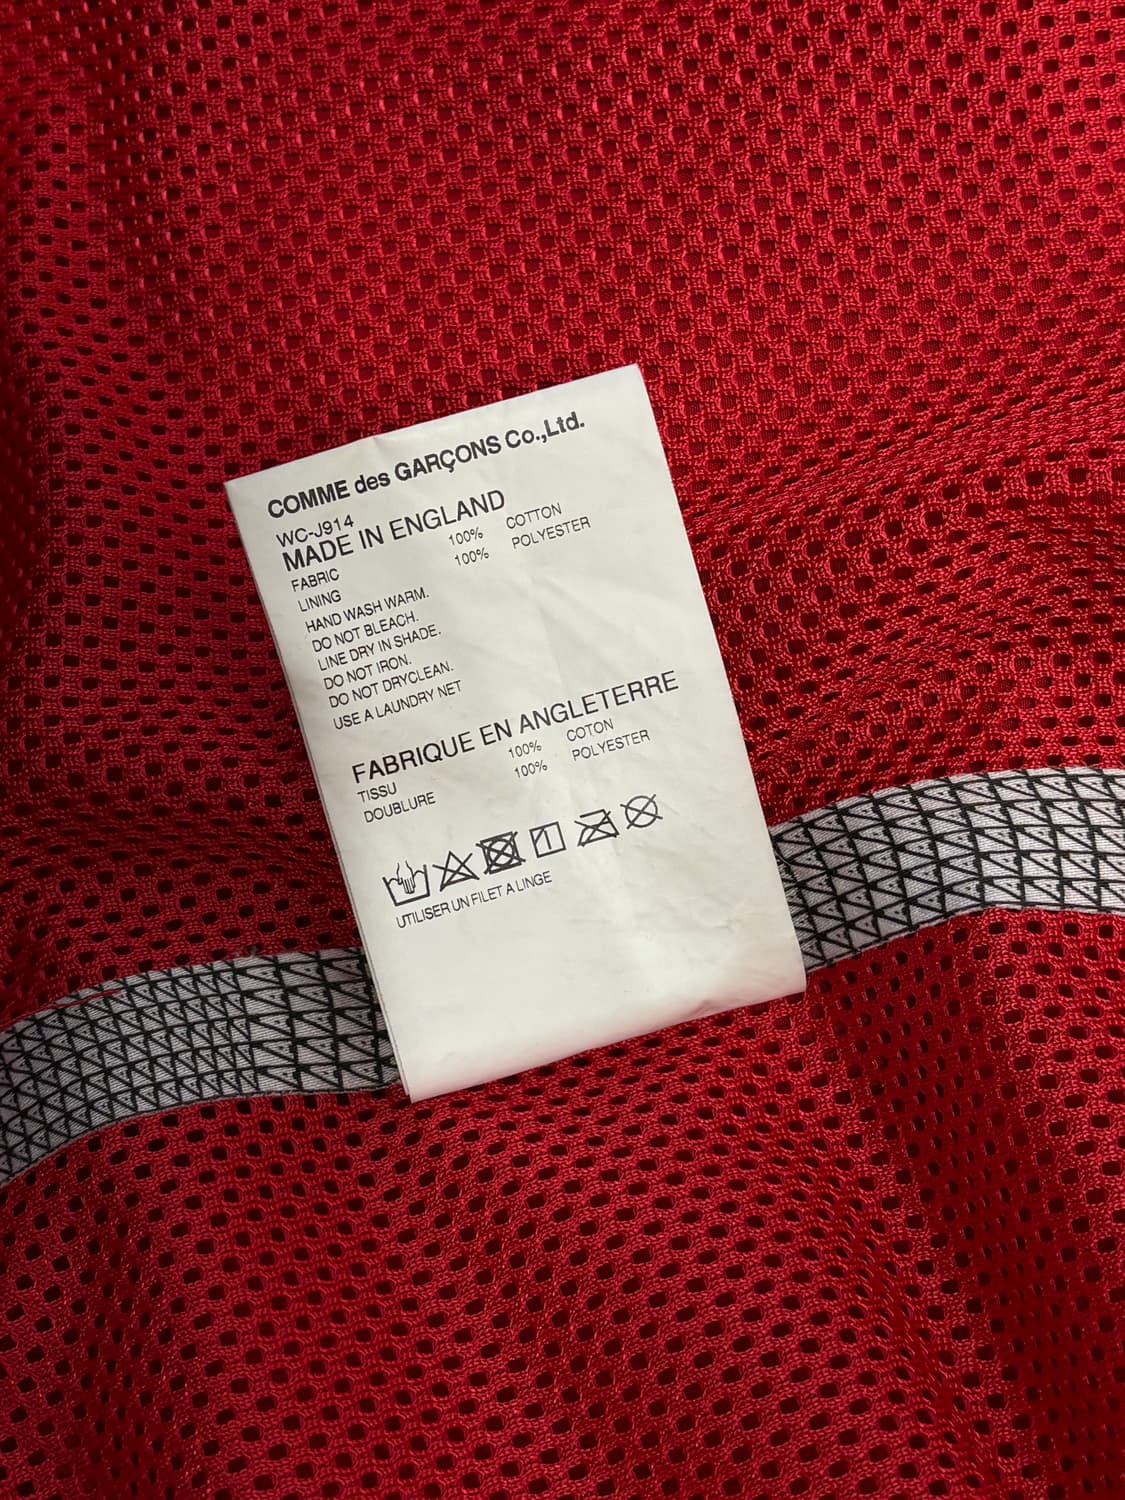 COMME des GARÇONS Co.,Ltd.
WC-J914
MADE IN ENGLAND
FABRIC 100% COTTON
LINING 100% POLYESTER
HAND WASH WARM.
DO NOT BLEACH.
LINE DRY IN SHADE.
DO NOT IRON.
DO NOT DRYCLEAN.
USE A LAUNDRY NET
FABRIQUE EN ANGLETERRE
TISSU 100% COTON
DOUBLURE 100% POLYESTER
UTILISER UN FILET A LINGE